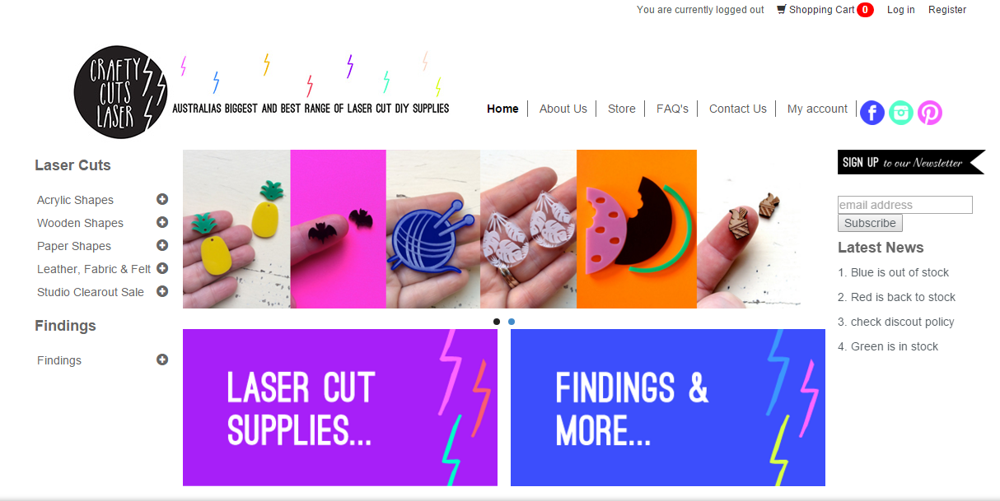 You are currently logged out
Shopping Cart 0
Log in
Register
CRAFTY
CUTS
LASER
AUSTRALIAS BIGGEST AND BEST RANGE OF LASER CUT DIY SUPPLIES
Home
About Us
Store
FAQ's
Contact Us
My account
Laser Cuts
Acrylic Shapes
Wooden Shapes
Paper Shapes
Leather, Fabric & Felt
Studio Clearout Sale
Findings
Findings
LASER CUT
SUPPLIES...
FINDINGS &
MORE...
SIGN UP to our Newsletter
email address
Subscribe
Latest News
1. Blue is out of stock
2. Red is back to stock
3. check discout policy
4. Green is in stock